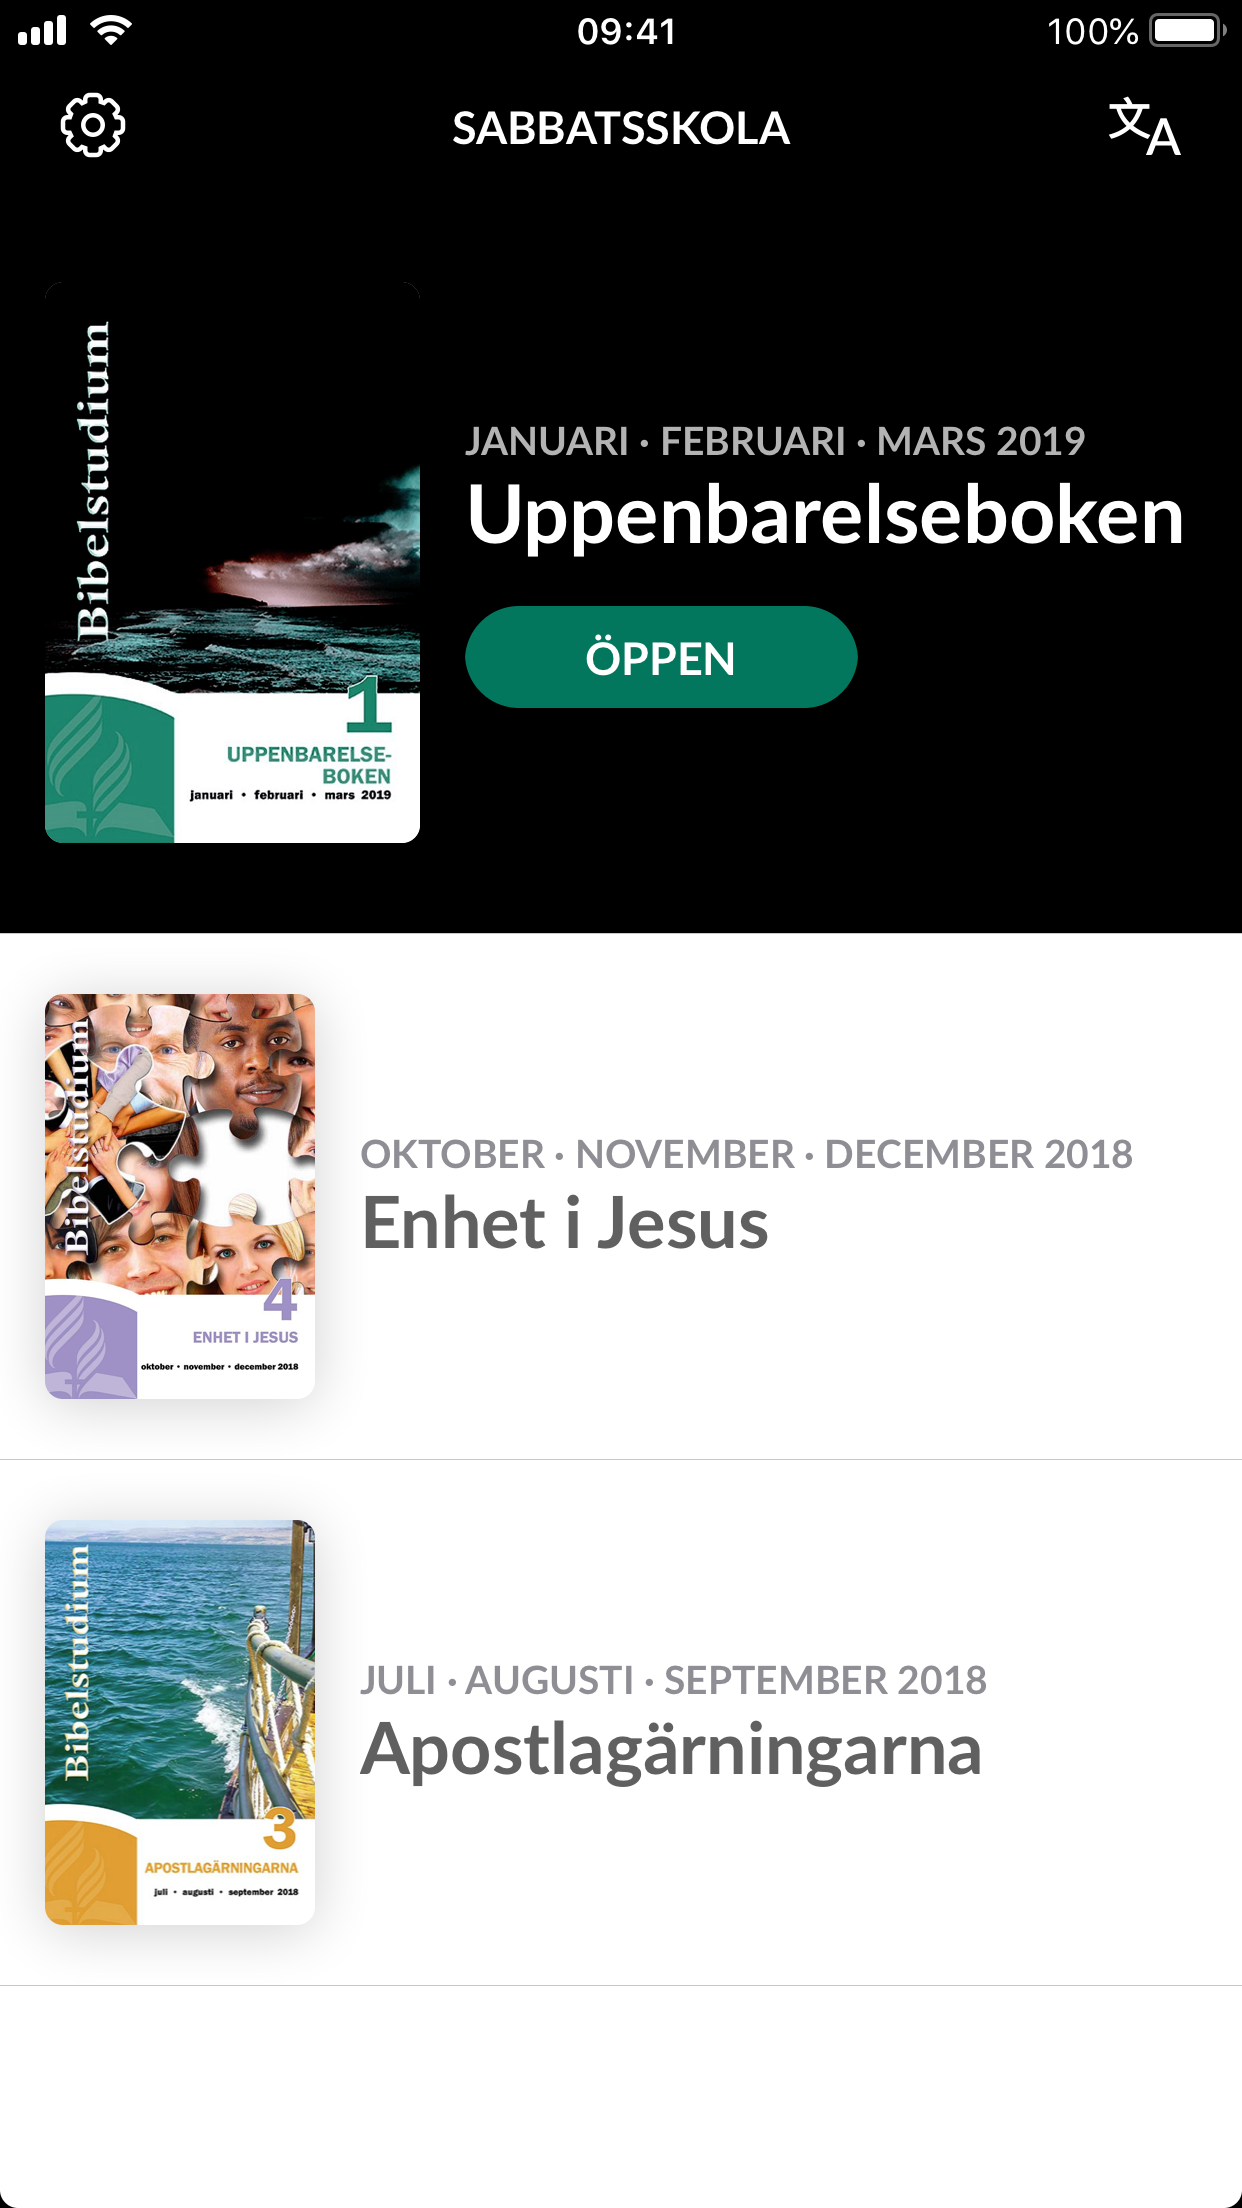 09:41
100%
SABBATSSKOLA
文A
Bibelstudium
1
UPPENBARELSE-
BOKEN
januari • februari • mars 2019
JANUARI · FEBRUARI · MARS 2019
Uppenbarelseboken
ÖPPEN
Bibelstudium
4
ENHET I JESUS
oktober • november • december 2018
OKTOBER · NOVEMBER · DECEMBER 2018
Enhet i Jesus
Bibelstudium
3
APOSTLAGÄRNINGARNA
juli • augusti • september 2018
JULI · AUGUSTI · SEPTEMBER 2018
Apostlagärningarna